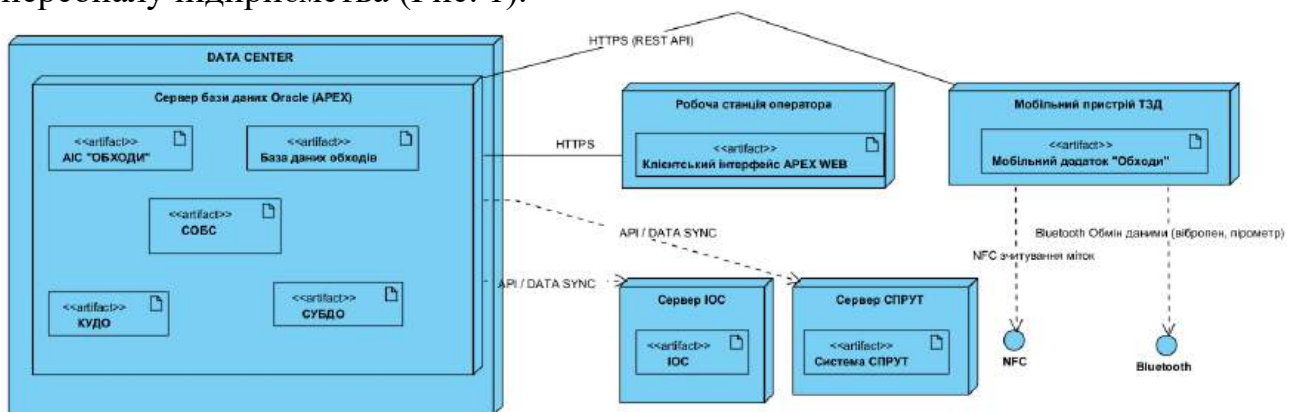 персоналу підприємства (Рис. 1).
HTTPS (REST API)
DATA CENTER
Сервер бази даних Oracle (APEX)
<<artifact>>
АІС "ОБХОДИ"
<<artifact>>
База даних обходів
<<artifact>>
СОБС
<<artifact>>
КУДО
<<artifact>>
СУБДО
HTTPS
Робоча станція оператора
<<artifact>>
Клієнтський інтерфейс APEX WEB
Мобільний пристрій ТЗД
<<artifact>>
Мобільний додаток "Обходи"
API / DATA SYNC
API / DATA SYNC
Bluetooth Обмін даними (вібропен, пірометр)
NFC зчитування міток
Сервер ІОС
<<artifact>>
ІОС
Сервер СПРУТ
<<artifact>>
Система СПРУТ
NFC
Bluetooth